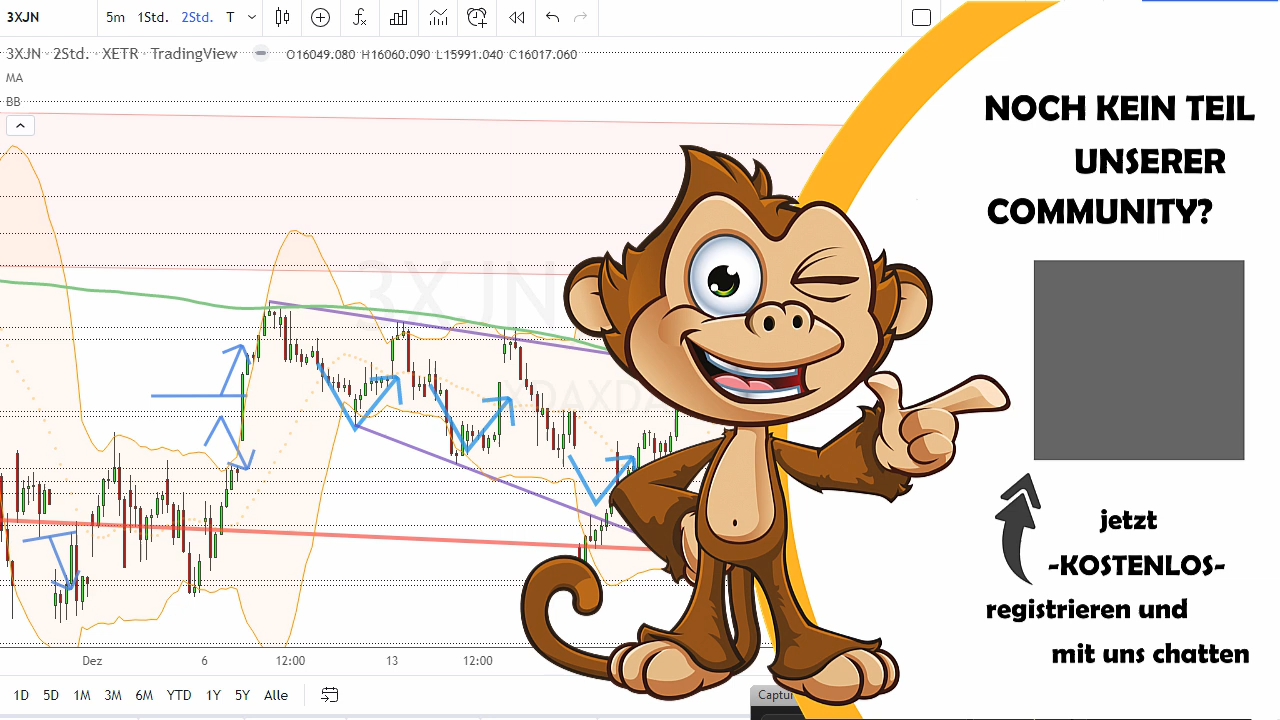 3XJN
5m 1Std. 2Std. T
3XJN · 2Std. · XETR · TradingView
O16049.080 H16060.090 L15991.040 C16017.060
MA
BB
3XJN
Dez 6 12:00 13 12:00
1D 5D 1M 3M 6M YTD 1Y 5Y Alle
NOCH KEIN TEIL
UNSERER
COMMUNITY?
jetzt
-KOSTENLOS-
registrieren und
mit uns chatten